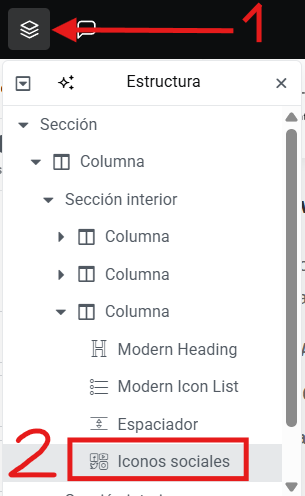 1
Estructura
Sección
Columna
Sección interior
Columna
Columna
Columna
Modern Heading
Modern Icon List
Espaciador
2
Iconos sociales